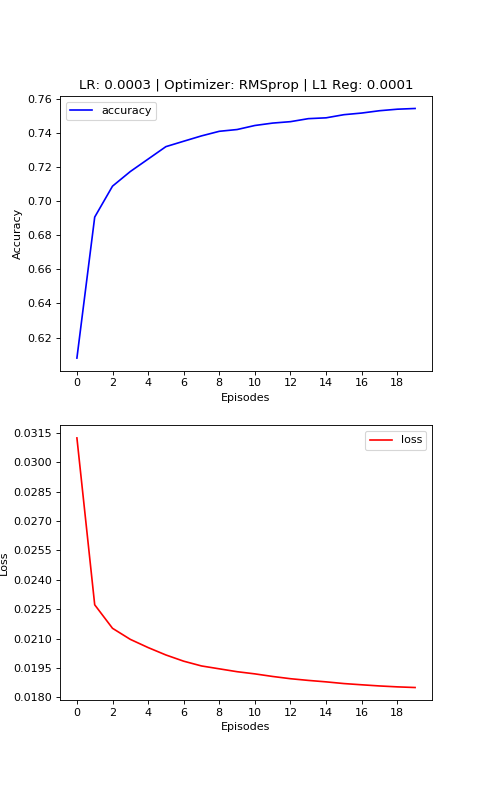 LR: 0.0003 | Optimizer: RMSprop | L1 Reg: 0.0001
accuracy
0.76
0.74
0.72
0.70
0.68
0.66
0.64
0.62
Accuracy
0 2 4 6 8 10 12 14 16 18
Episodes
loss
0.0315
0.0300
0.0285
0.0270
0.0255
0.0240
0.0225
0.0210
0.0195
0.0180
Loss
0 2 4 6 8 10 12 14 16 18
Episodes